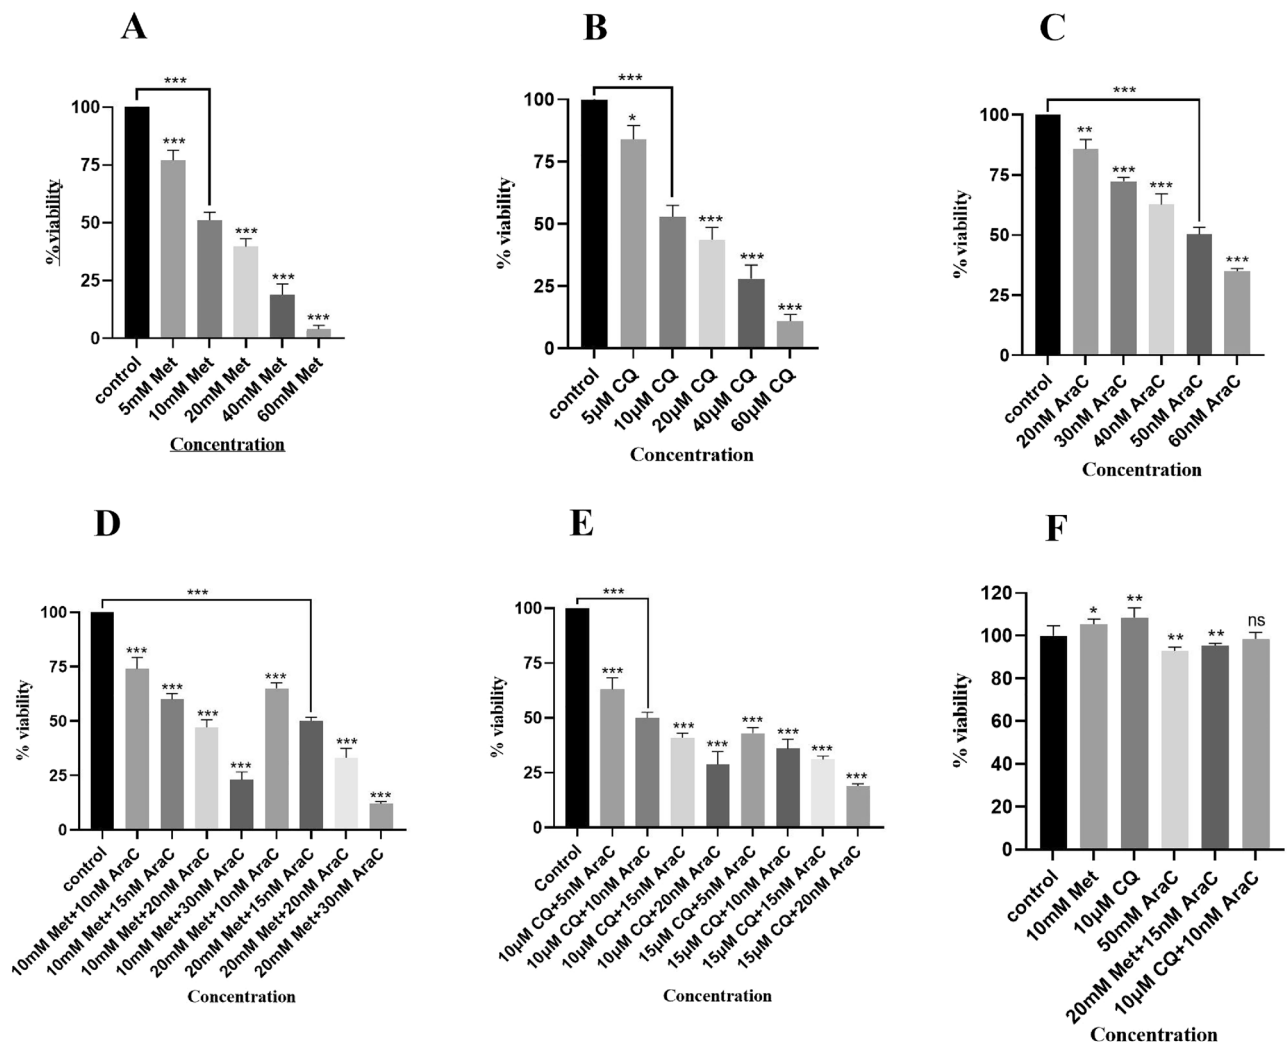 A
***
% viability
100
75
50
25
0
***
***
***
***
control
5mM Met
10mM Met
20mM Met
40mM Met
60mM Met
Concentration
B
***
% viability
100
75
50
25
0
*
***
***
***
control
5µM CQ
10µM CQ
20µM CQ
40µM CQ
60µM CQ
Concentration
C
***
% viability
100
75
50
25
0
**
***
***
***
control
20nM AraC
30nM AraC
40nM AraC
50nM AraC
60nM AraC
Concentration
D
***
% viability
100
75
50
25
0
***
***
***
***
***
***
***
control
10mM Met+10nM AraC
10mM Met+15nM AraC
10mM Met+20nM AraC
10mM Met+30nM AraC
20mM Met+10nM AraC
20mM Met+15nM AraC
20mM Met+20nM AraC
20mM Met+30nM AraC
Concentration
E
***
% viability
100
75
50
25
0
***
***
***
***
***
***
***
Control
10µM CQ+5nM AraC
10µM CQ+10nM AraC
10µM CQ+15nM AraC
10µM CQ+20nM AraC
15µM CQ+5nM AraC
15µM CQ+10nM AraC
15µM CQ+15nM AraC
15µM CQ+20nM AraC
Concentration
F
% viability
120
100
80
60
40
20
0
*
**
**
**
ns
control
10mM Met
10µM CQ
50mM AraC
20mM Met+15nM AraC
10µM CQ+10nM AraC
Concentration